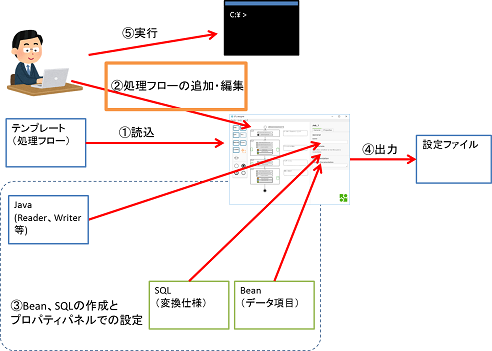 C:¥ >
⑤実行
②処理フローの追加・編集
テンプレート
（処理フロー）
①読込
④出力
設定ファイル
Java
(Reader、Writer
等)
SQL
（変換仕様）
Bean
（データ項目）
③Bean、SQLの作成と
プロパティパネルでの設定